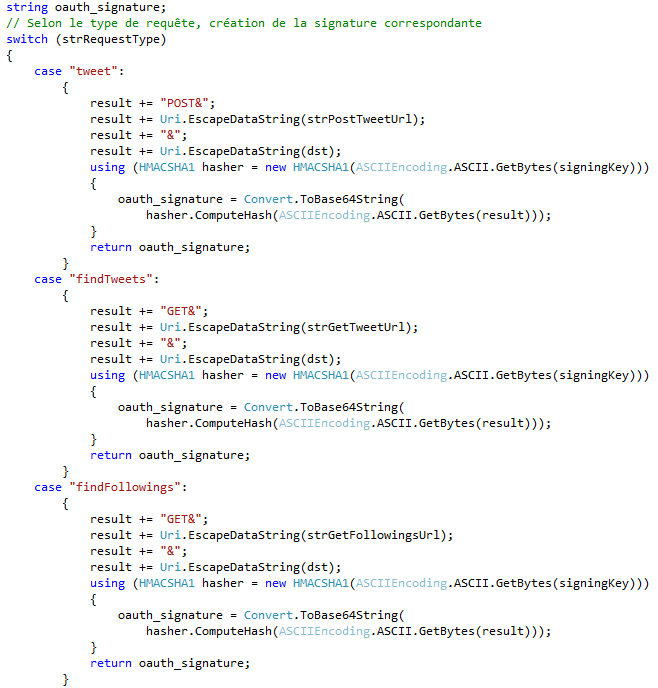 string oauth_signature;
// Selon le type de requête, création de la signature correspondante
switch (strRequestType)
{
case "tweet":
{
result += "POST&";
result += Uri.EscapeDataString(strPostTweetUrl);
result += "&";
result += Uri.EscapeDataString(dst);
using (HMACSHA1 hasher = new HMACSHA1(ASCIIEncoding.ASCII.GetBytes(signingKey)))
{
oauth_signature = Convert.ToBase64String(
hasher.ComputeHash(ASCIIEncoding.ASCII.GetBytes(result)));
}
return oauth_signature;
}
case "findTweets":
{
result += "GET&";
result += Uri.EscapeDataString(strGetTweetUrl);
result += "&";
result += Uri.EscapeDataString(dst);
using (HMACSHA1 hasher = new HMACSHA1(ASCIIEncoding.ASCII.GetBytes(signingKey)))
{
oauth_signature = Convert.ToBase64String(
hasher.ComputeHash(ASCIIEncoding.ASCII.GetBytes(result)));
}
return oauth_signature;
}
case "findFollowings":
{
result += "GET&";
result += Uri.EscapeDataString(strGetFollowingsUrl);
result += "&";
result += Uri.EscapeDataString(dst);
using (HMACSHA1 hasher = new HMACSHA1(ASCIIEncoding.ASCII.GetBytes(signingKey)))
{
oauth_signature = Convert.ToBase64String(
hasher.ComputeHash(ASCIIEncoding.ASCII.GetBytes(result)));
}
return oauth_signature;
}